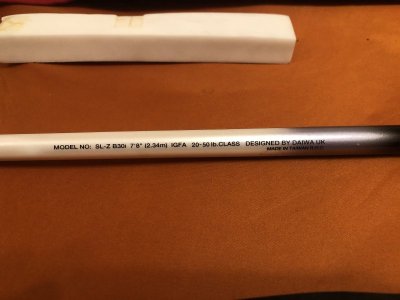 MODEL NO: SL-Z B30i 7'8" (2.34m) IGFA 20-50 lb.CLASS DESIGNED BY DAIWA UK
MADE IN TAIWAN R.O.C.